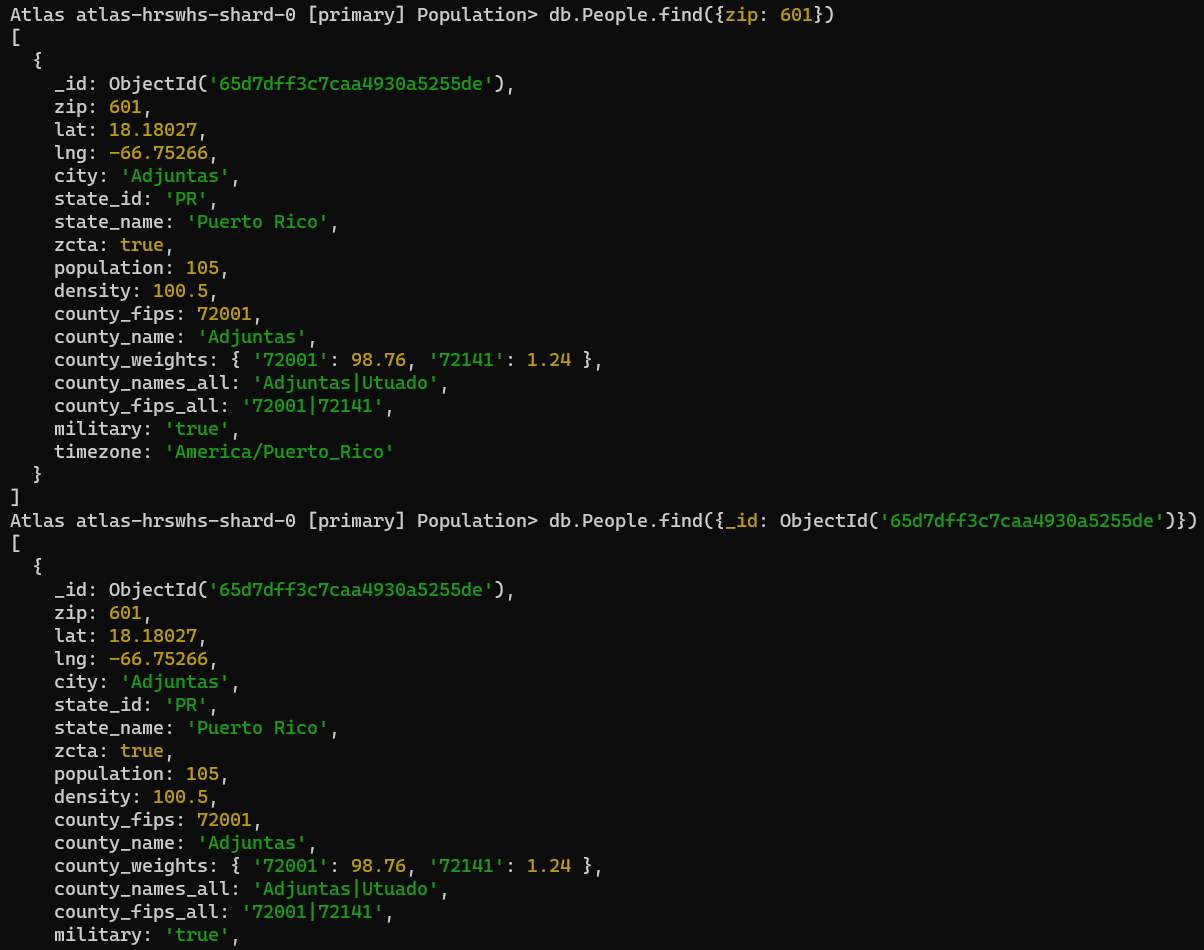 Atlas atlas-hrswhs-shard-0 [primary] Population> db.People.find({zip: 601})
[
  {
    _id: ObjectId('65d7dff3c7caa4930a5255de'),
    zip: 601,
    lat: 18.18027,
    lng: -66.75266,
    city: 'Adjuntas',
    state_id: 'PR',
    state_name: 'Puerto Rico',
    zcta: true,
    population: 105,
    density: 100.5,
    county_fips: 72001,
    county_name: 'Adjuntas',
    county_weights: { '72001': 98.76, '72141': 1.24 },
    county_names_all: 'Adjuntas|Utuado',
    county_fips_all: '72001|72141',
    military: 'true',
    timezone: 'America/Puerto_Rico'
  }
]
Atlas atlas-hrswhs-shard-0 [primary] Population> db.People.find({_id: ObjectId('65d7dff3c7caa4930a5255de')})
[
  {
    _id: ObjectId('65d7dff3c7caa4930a5255de'),
    zip: 601,
    lat: 18.18027,
    lng: -66.75266,
    city: 'Adjuntas',
    state_id: 'PR',
    state_name: 'Puerto Rico',
    zcta: true,
    population: 105,
    density: 100.5,
    county_fips: 72001,
    county_name: 'Adjuntas',
    county_weights: { '72001': 98.76, '72141': 1.24 },
    county_names_all: 'Adjuntas|Utuado',
    county_fips_all: '72001|72141',
    military: 'true',